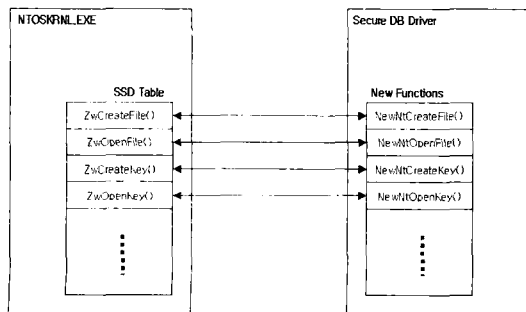 NTOSKRNL.EXE
Secure DB Driver
SSD Table
New Functions
ZwCreateFile()
NewNtCreateFile()
ZwOpenFile()
NewNtOpenFile()
ZwCreateKey()
NewNtCreateKey()
ZwOpenKey()
NewNtOpenKey()